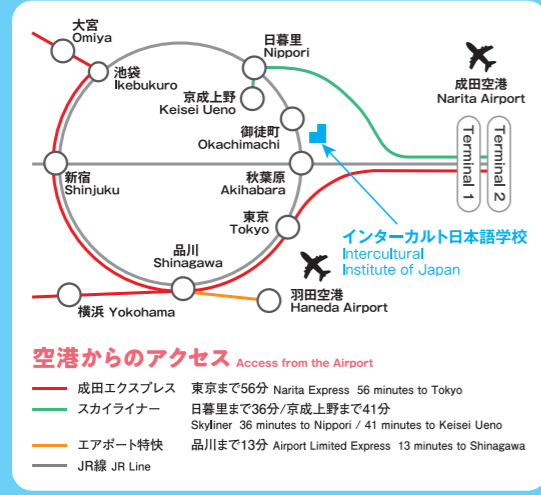 大宮
Omiya
池袋
Ikebukuro
日暮里
Nippori
京成上野
Keisei Ueno
御徒町
Okachimachi
成田空港
Narita Airport
Terminal 1
Terminal 2
新宿
Shinjuku
秋葉原
Akihabara
東京
Tokyo
品川
Shinagawa
インターカルト日本語学校
Intercultural
Institute of Japan
横浜 Yokohama
羽田空港
Haneda Airport
空港からのアクセス Access from the Airport
成田エクスプレス 東京まで56分 Narita Express 56 minutes to Tokyo
スカイライナー 日暮里まで36分/京成上野まで41分
Skyliner 36 minutes to Nippori / 41 minutes to Keisei Ueno
エアポート特快 品川まで13分 Airport Limited Express 13 minutes to Shinagawa
JR線 JR Line